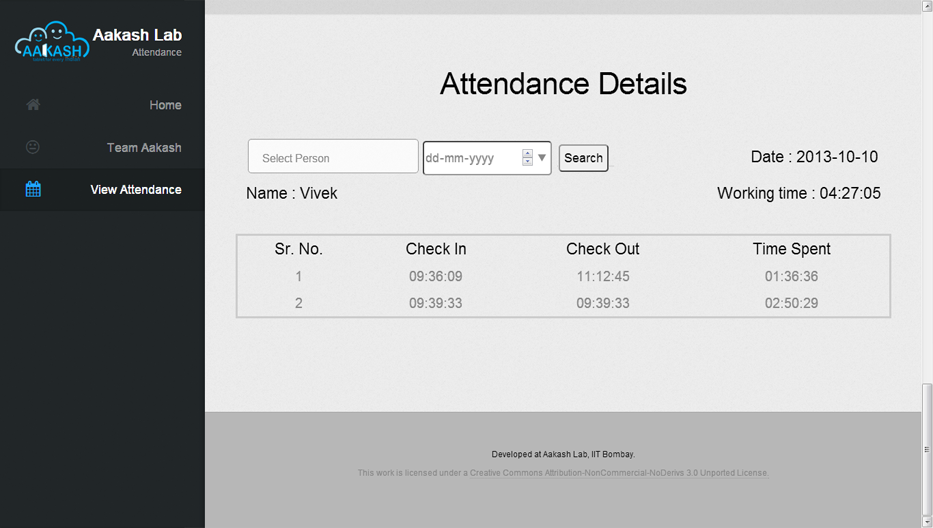 AAKASH
Aakash Lab
Attendance
Home
Team Aakash
View Attendance
Attendance Details
Select Person dd-mm-yyyy Search Date : 2013-10-10
Name : Vivek Working time : 04:27:05
Sr. No. Check In Check Out Time Spent
1 09:36:09 11:12:45 01:36:36
2 09:39:33 09:39:33 02:50:29
Developed at Aakash Lab, IIT Bombay.
This work is licensed under a Creative Commons Attribution-NonCommercial-NoDerivs 3.0 Unported License.